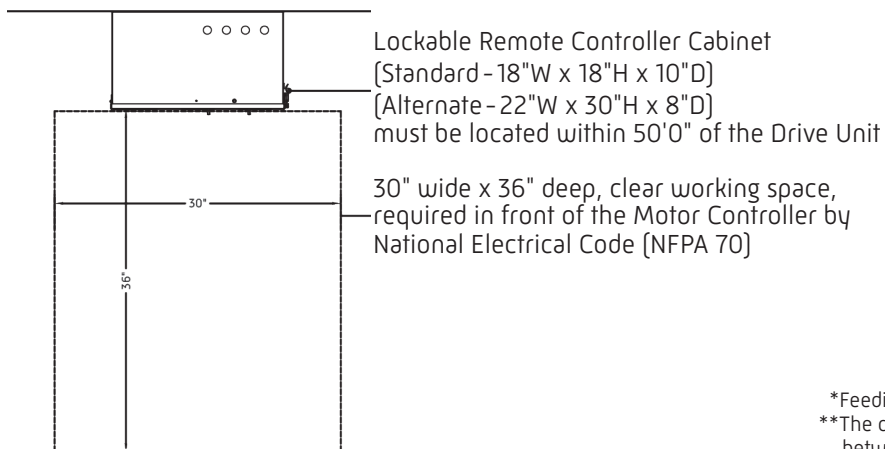 Lockable Remote Controller Cabinet
(Standard-18"W x 18"H x 10"D)
(Alternate-22"W x 30"H x 8"D)
must be located within 50'0" of the Drive Unit
30" wide x 36" deep, clear working space,
required in front of the Motor Controller by
National Electrical Code (NFPA 70)
30"
36"
**The